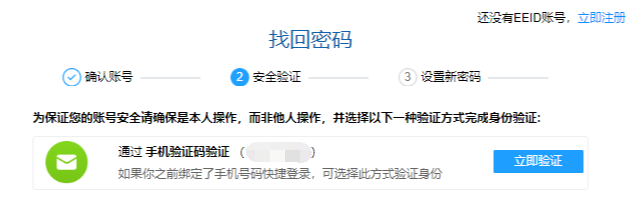 还没有EEID账号，立即注册
找回密码
确认账号 2 安全验证 3 设置新密码
为保证您的账号安全请确保是本人操作，而非他人操作，并选择以下一种验证方式完成身份验证：
通过 手机验证码验证 （ ）
立即验证
如果你之前绑定了手机号码快捷登录，可选择此方式验证身份